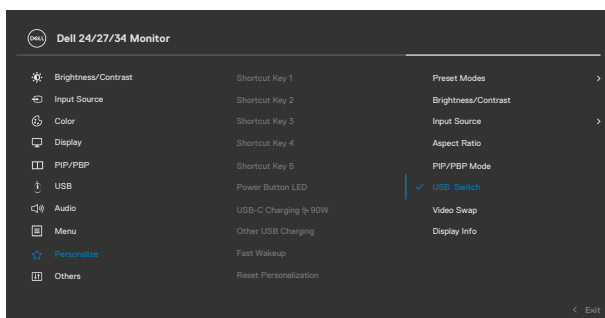 DELL Dell 24/27/34 Monitor
Brightness/Contrast
Input Source
Color
Display
PIP/PBP
USB
Audio
Menu
Personalize
Others
Shortcut Key 1
Shortcut Key 2
Shortcut Key 3
Shortcut Key 4
Shortcut Key 5
Power Button LED
USB-C Charging 90W
Other USB Charging
Fast Wakeup
Reset Personalization
Preset Modes
Brightness/Contrast
Input Source
Aspect Ratio
PIP/PBP Mode
USB Switch
Video Swap
Display Info
Exit